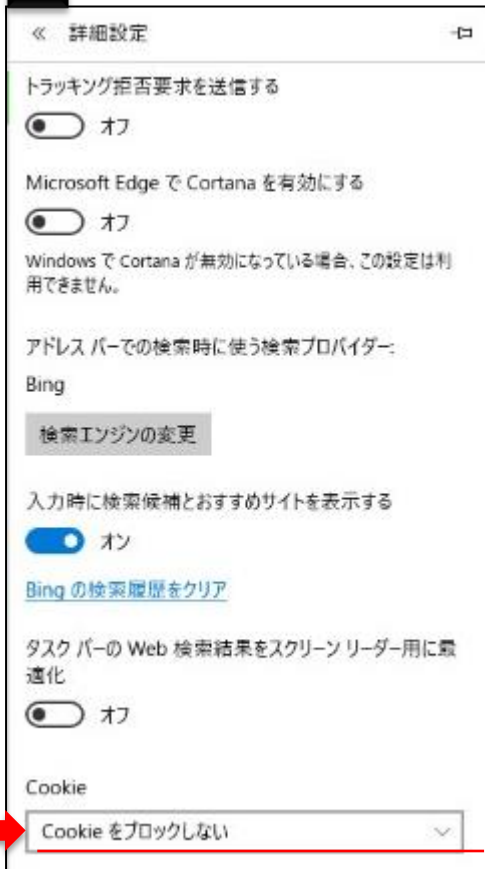 « 詳細設定
トラッキング拒否要求を送信する
オフ
Microsoft Edge で Cortana を有効にする
オフ
Windows で Cortana が無効になっている場合、この設定は利
用できません。
アドレス バーでの検索時に使う検索プロバイダー:
Bing
検索エンジンの変更
入力時に検索候補とおすすめサイトを表示する
オン
Bing の検索履歴をクリア
タスク バーの Web 検索結果をスクリーン リーダー用に最
適化
オフ
Cookie
Cookie をブロックしない